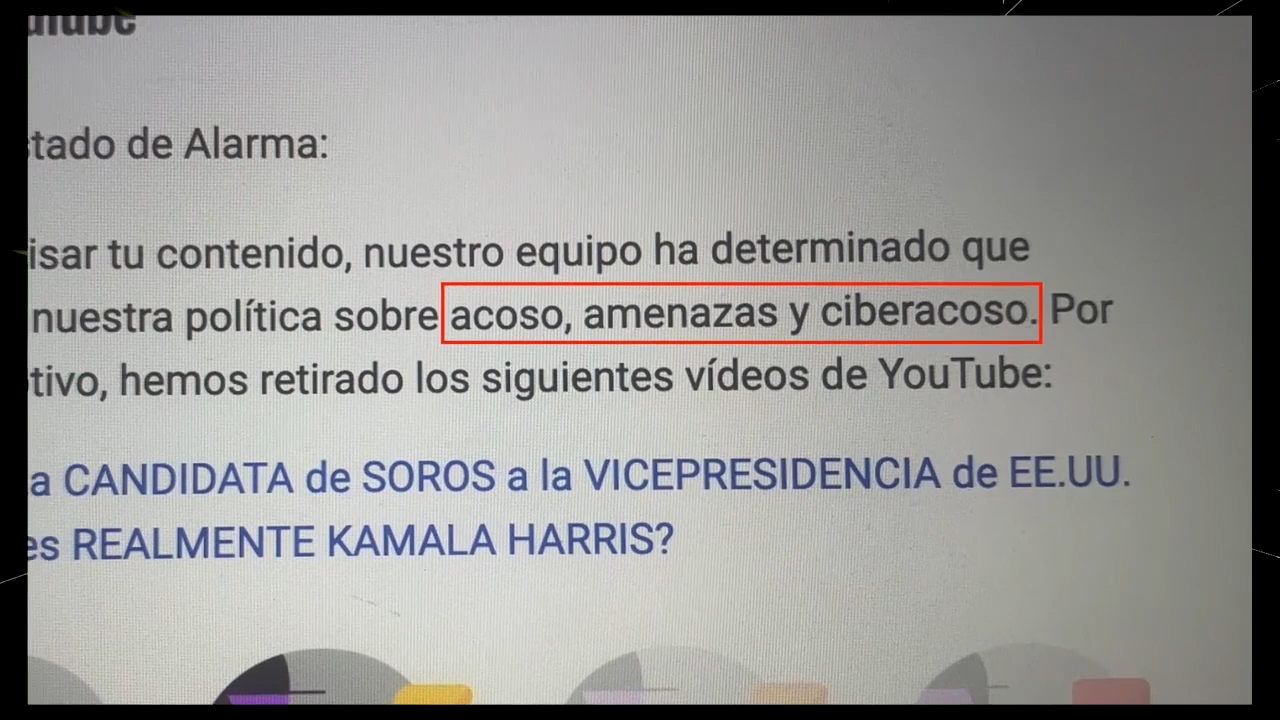 tado de Alarma:
isar tu contenido, nuestro equipo ha determinado que
nuestra política sobre acoso, amenazas y ciberacoso. Por
tivo, hemos retirado los siguientes vídeos de YouTube:
a CANDIDATA de SOROS a la VICEPRESIDENCIA de EE.UU.
es REALMENTE KAMALA HARRIS?